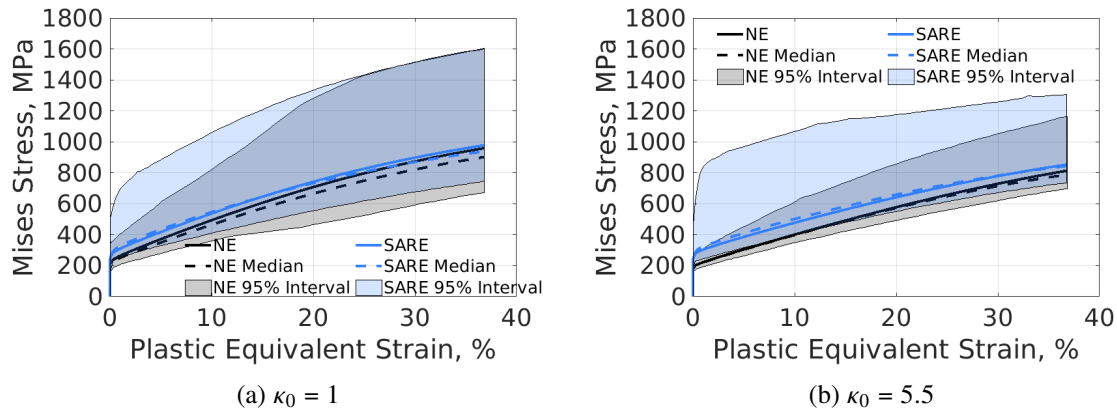 1800
1600
1400
1200
1000
800
600
400
200
0
Mises Stress, MPa
NE
SARE
NE Median
SARE Median
NE 95% Interval
SARE 95% Interval
0
10
20
30
40
Plastic Equivalent Strain, %
(a) κ0 = 1
1800
1600
1400
1200
1000
800
600
400
200
0
Mises Stress, MPa
NE
SARE
NE Median
SARE Median
NE 95% Interval
SARE 95% Interval
0
10
20
30
40
Plastic Equivalent Strain, %
(b) κ0 = 5.5